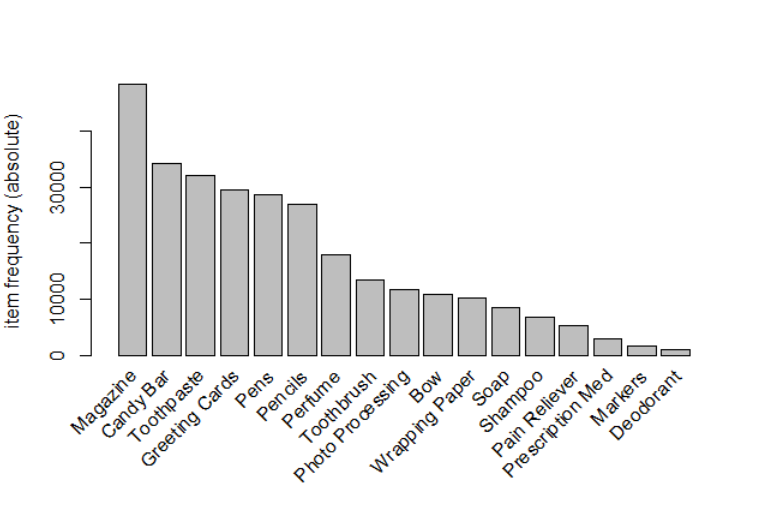 item frequency (absolute)
30000
10000
0
Magazine
Candy Bar
Toothpaste
Greeting Cards
Pens
Pencils
Perfume
Toothbrush
Photo Processing
Bow
Wrapping Paper
Soap
Shampoo
Pain Reliever
Prescription Med
Markers
Deodorant